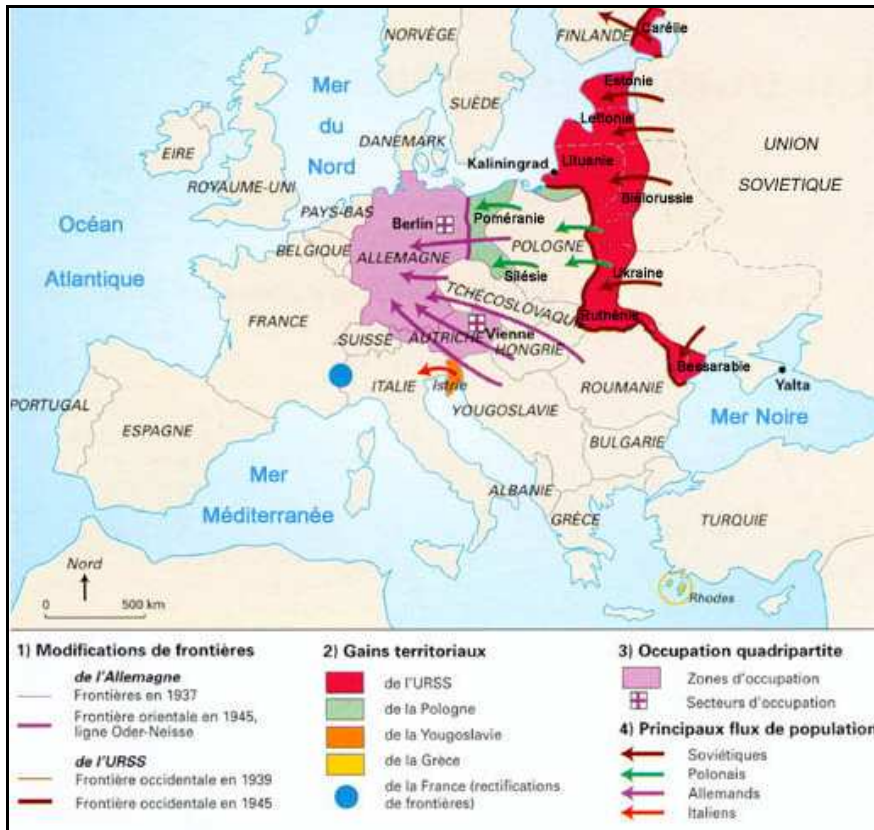 NORVÈGE
FINLANDE
Carélie
SUÈDE
Estonie
Mer
du
Nord
Lettonie
DANEMARK
UNION
SOVIETIQUE
EIRE
Kaliningrad
Lituanie
ROYAUME-UNI
Biélorussie
PAYS-BAS
Berlin
Poméranie
Océan
Atlantique
BELGIQUE
ALLEMAGNE
POLOGNE
Silésie
Ukraine
TCHÉCOSLOVAQUIE
FRANCE
Ruthénie
SUISSE
AUTRICHE
Vienne
HONGRIE
Bessarabie
ITALIE
Istrie
ROUMANIE
Yalta
PORTUGAL
ESPAGNE
YOUGOSLAVIE
Mer Noire
BULGARIE
Mer
Méditerranée
ALBANIE
GRÈCE
TURQUIE
Nord
0 500 km
Rhodes
1) Modifications de frontières
de l'Allemagne
Frontières en 1937
Frontière orientale en 1945,
ligne Oder-Neisse
de l'URSS
Frontière occidentale en 1939
Frontière occidentale en 1945
2) Gains territoriaux
de l'URSS
de la Pologne
de la Yougoslavie
de la Grèce
de la France (rectifications
de frontières)
3) Occupation quadripartite
Zones d'occupation
Secteurs d'occupation
4) Principaux flux de population
Soviétiques
Polonais
Allemands
Italiens